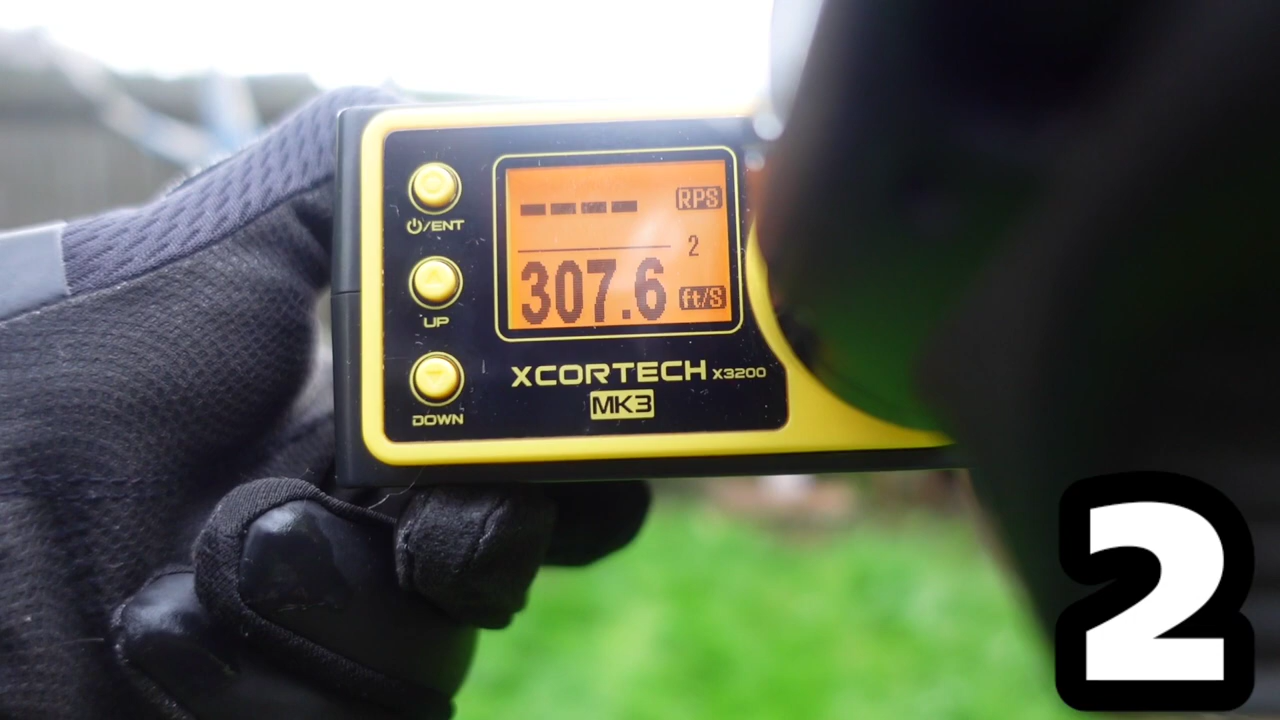 ---- RPS
2
307.6 ft/S
⏻/ENT
UP
DOWN
XCORTECH X3200
MK3
2